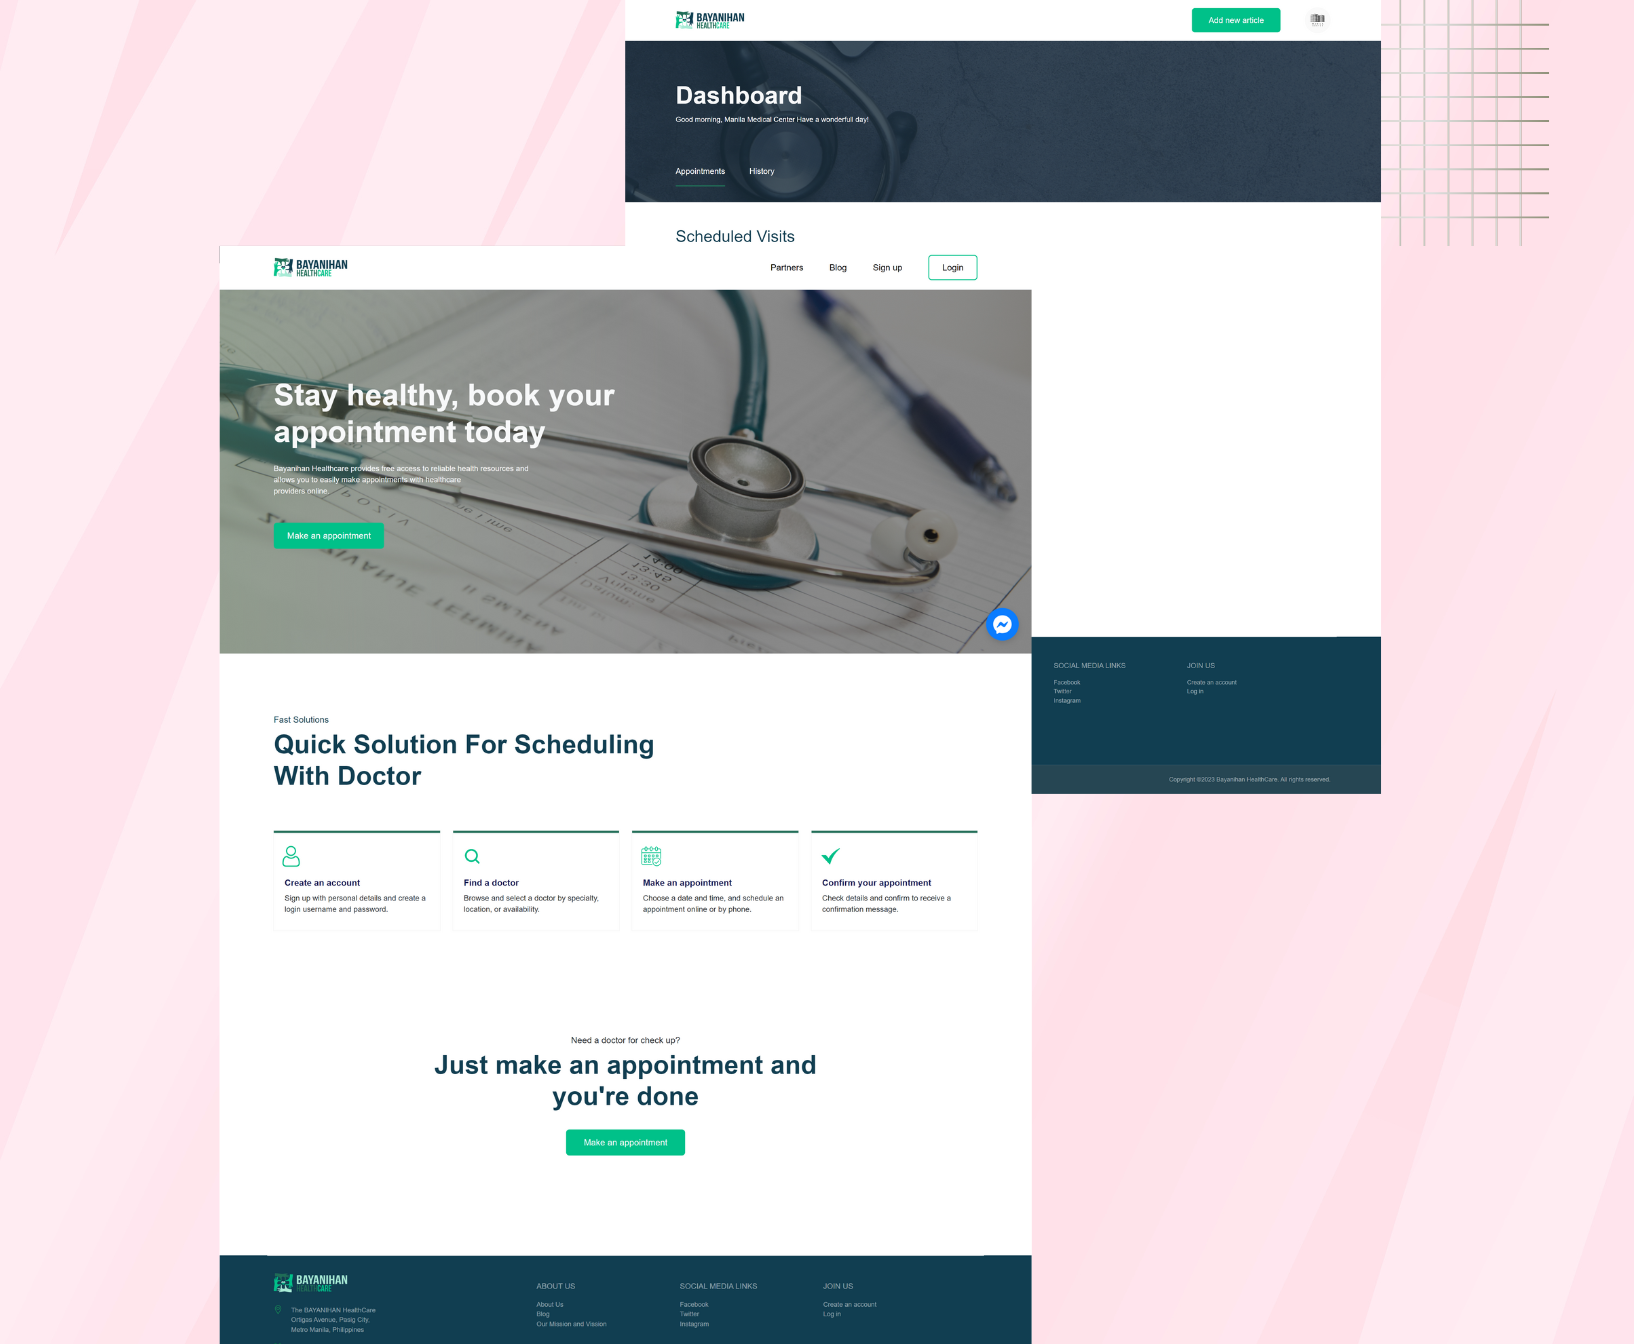 BAYANIHAN
HEALTHCARE
Add new article
Dashboard
Good morning, Manila Medical Center Have a wonderfull day!
Appointments
History
Scheduled Visits
BAYANIHAN
HEALTHCARE
Partners
Blog
Sign up
Login
Stay healthy, book your
appointment today
Bayanihan Healthcare provides free access to reliable health resources and
allows you to easily make appointments with healthcare
providers online.
Make an appointment
14:00
13:40
13:30
SOCIAL MEDIA LINKS
Facebook
Twitter
Instagram
JOIN US
Create an account
Log in
Copyright ©2023 Bayanihan HealthCare. All rights reserved.
Fast Solutions
Quick Solution For Scheduling
With Doctor
Create an account
Sign up with personal details and create a
login username and password.
Find a doctor
Browse and select a doctor by specialty,
location, or availability.
Make an appointment
Choose a date and time, and schedule an
appointment online or by phone.
Confirm your appointment
Check details and confirm to receive a
confirmation message.
Need a doctor for check up?
Just make an appointment and
you're done
Make an appointment
BAYANIHAN
HEALTHCARE
The BAYANIHAN HealthCare
Ortigas Avenue, Pasig City,
Metro Manila, Philippines
ABOUT US
About Us
Blog
Our Mission and Vission
SOCIAL MEDIA LINKS
Facebook
Twitter
Instagram
JOIN US
Create an account
Log in